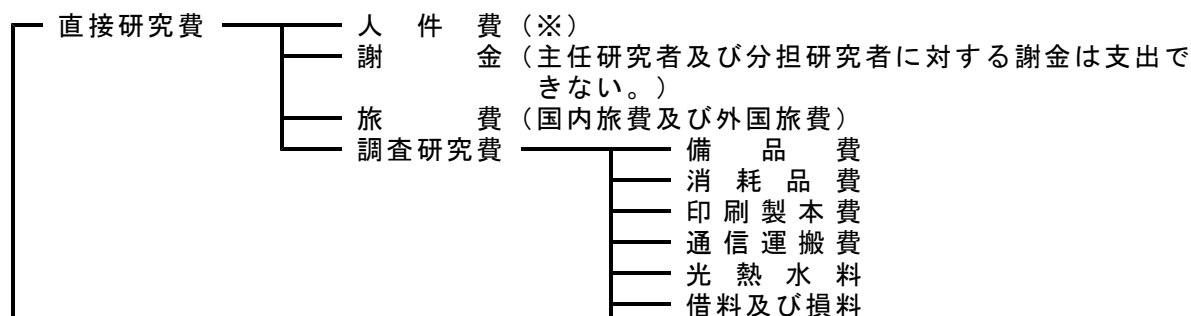 直接研究費 人件費（※）
謝金（主任研究者及び分担研究者に対する謝金は支出で
きない。）
旅費（国内旅費及び外国旅費）
調査研究費 備品費
消耗品費
印刷製本費
通信運搬費
光熱水料
借料及び損料